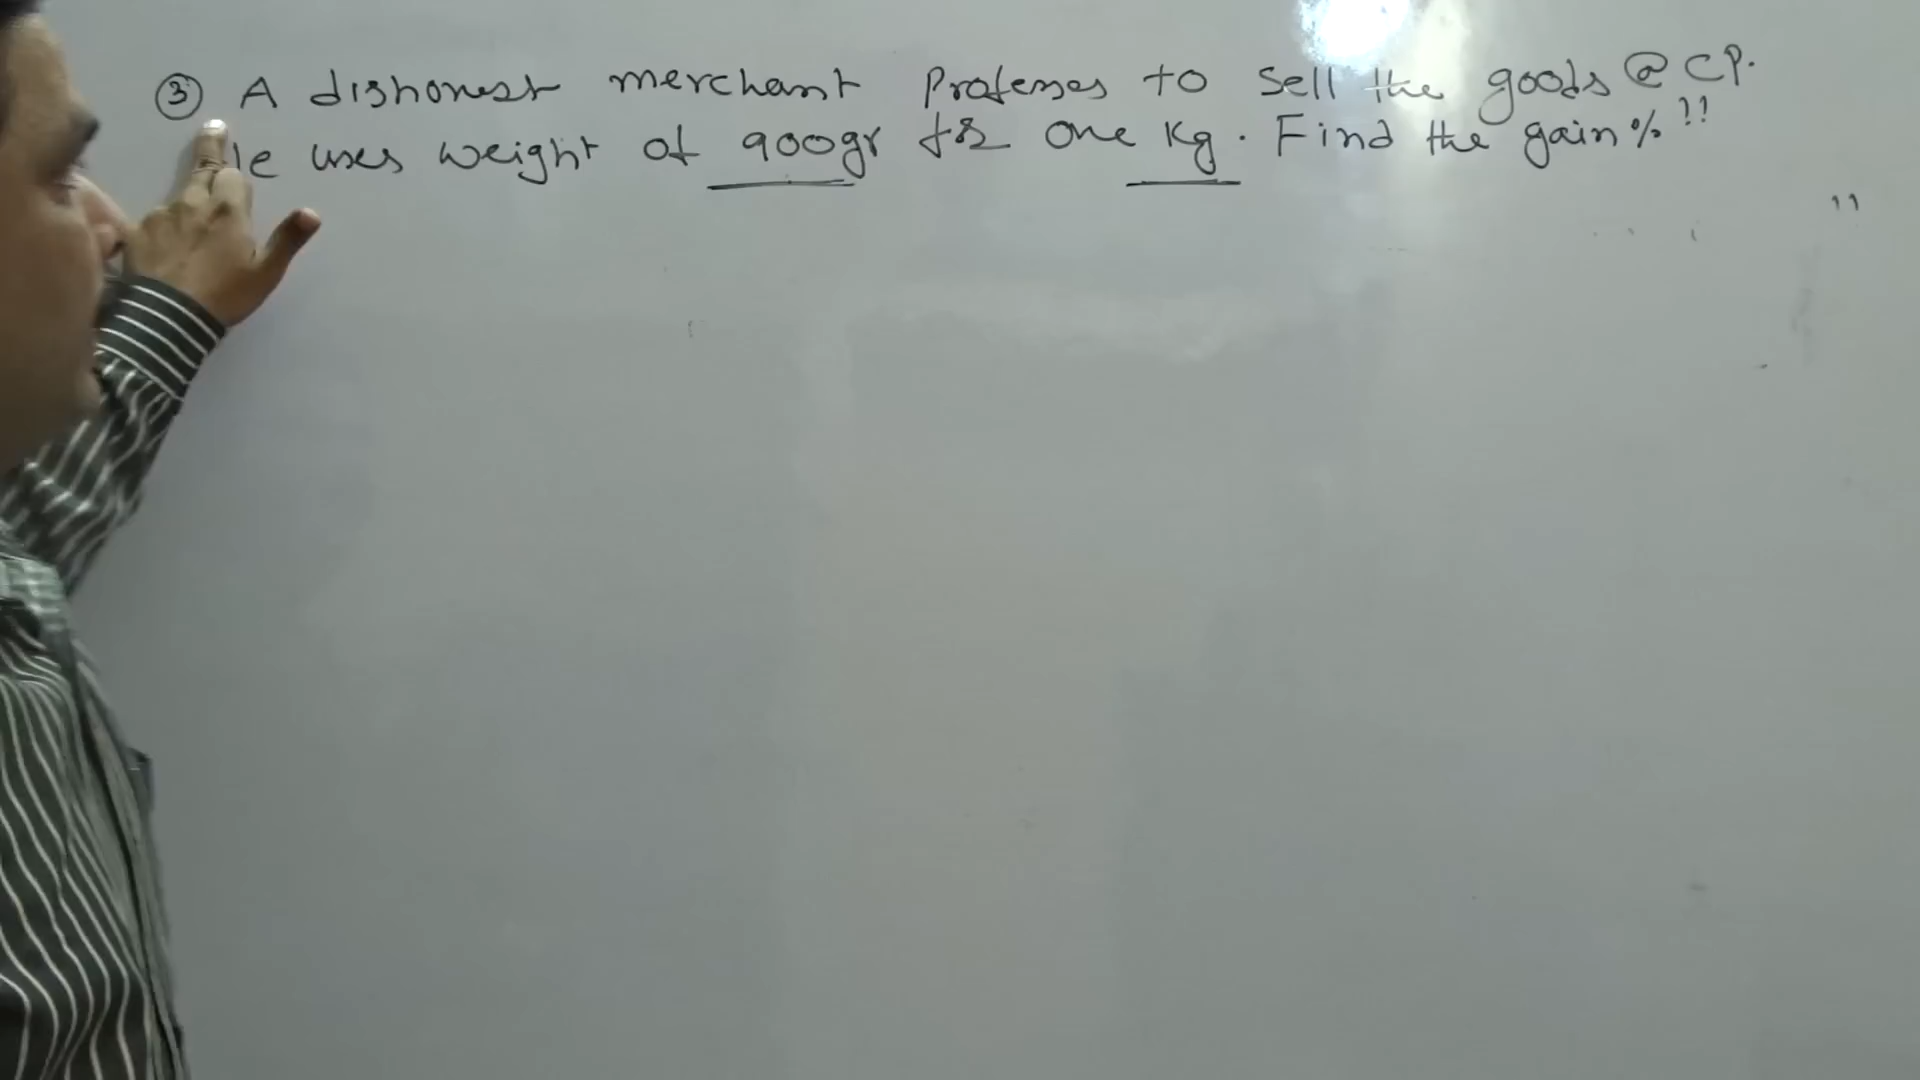 ③ A dishonest merchant Professes to sell the goods @ CP.
He uses weight of 900gr for one Kg. Find the gain% !!